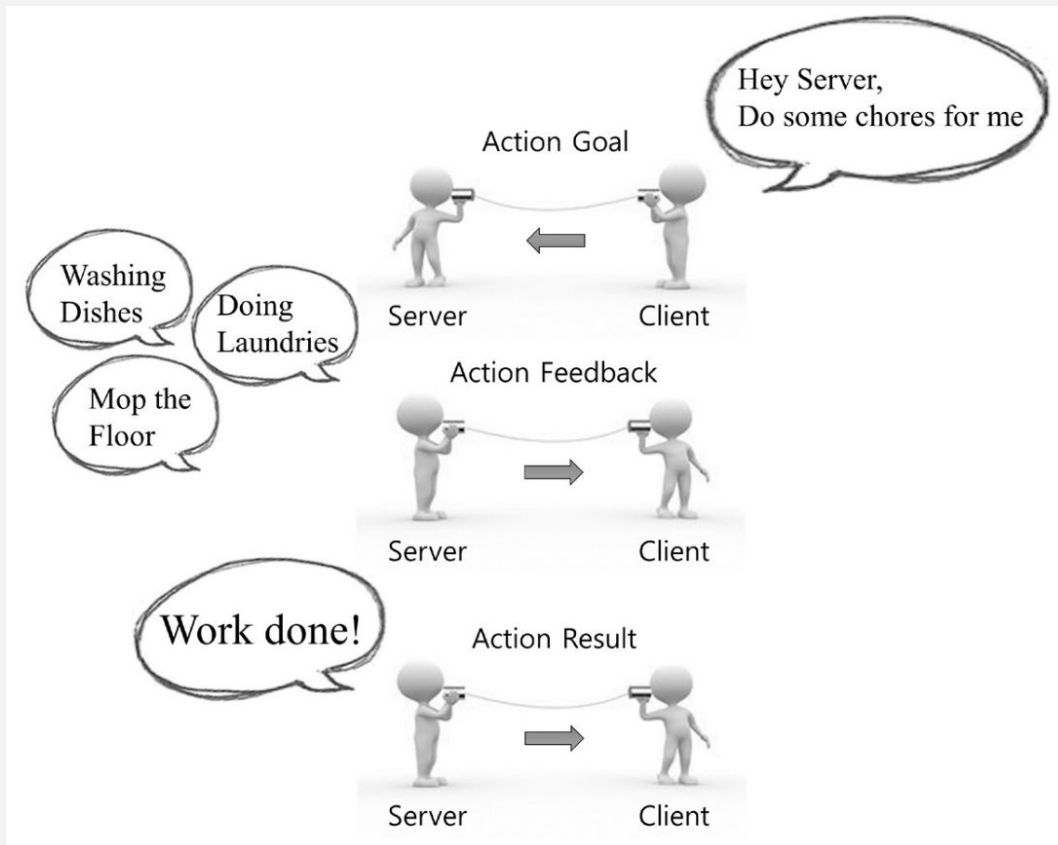 Hey Server,
Do some chores for me
Action Goal
Server
Client
Washing
Dishes
Doing
Laundries
Mop the
Floor
Action Feedback
Server
Client
Work done!
Action Result
Server
Client